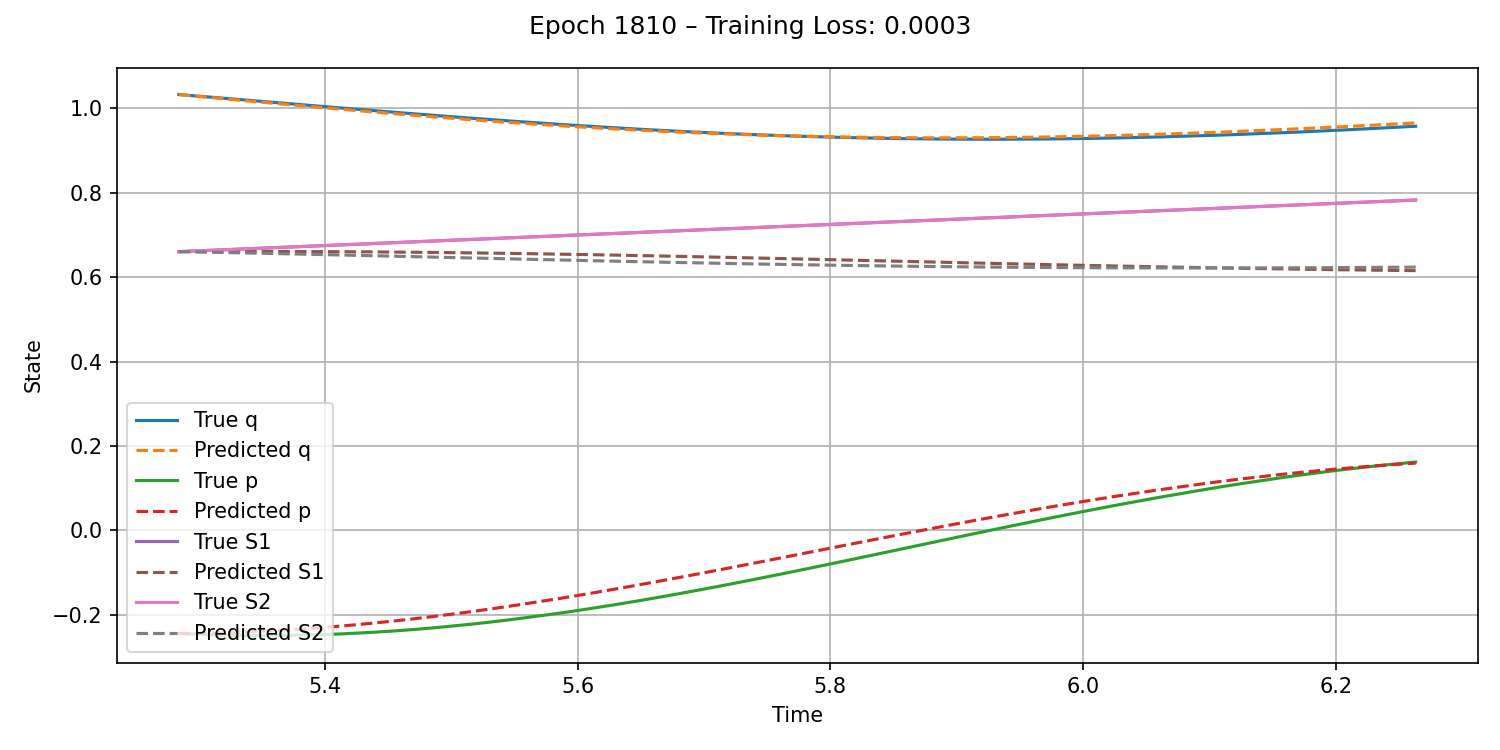 Epoch 1810 – Training Loss: 0.0003
1.0
0.8
0.6
0.4
0.2
0.0
−0.2
State
True q
Predicted q
True p
Predicted p
True S1
Predicted S1
True S2
Predicted S2
5.4 5.6 5.8 6.0 6.2
Time